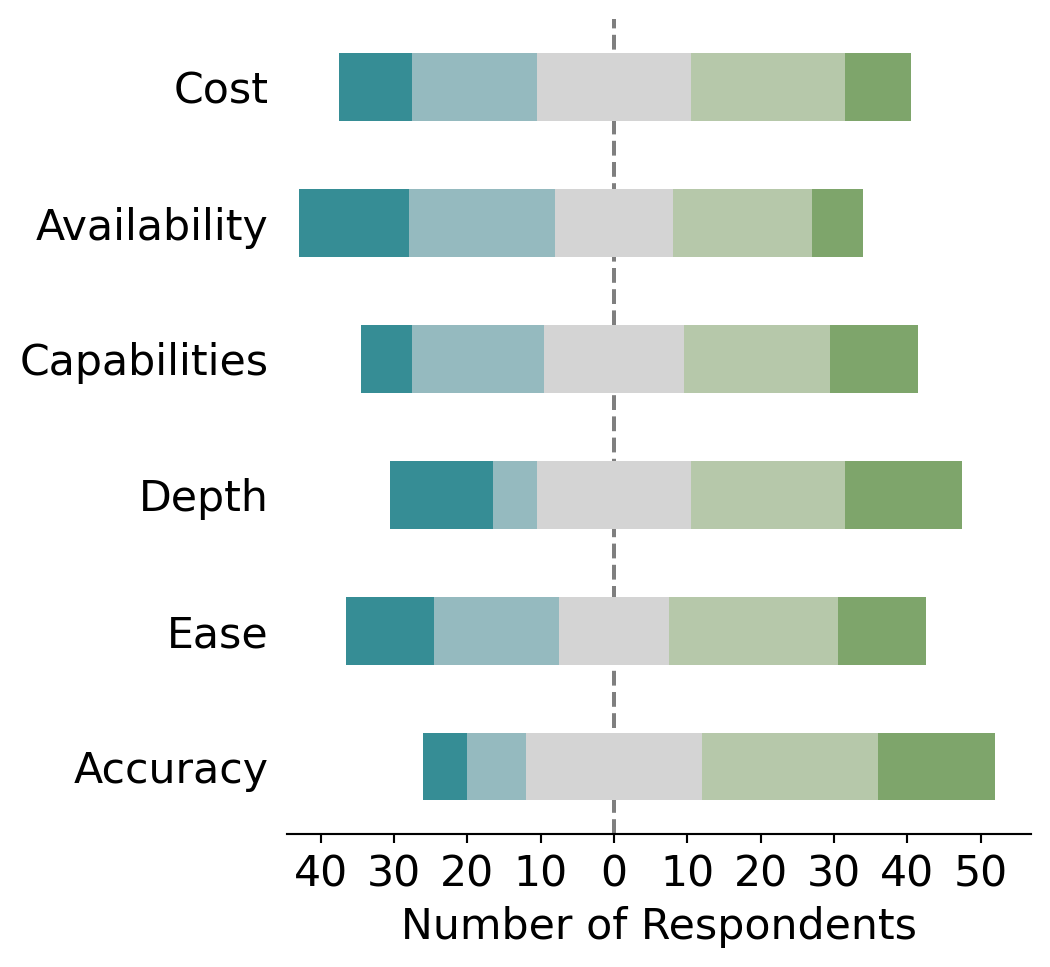 Cost
Availability
Capabilities
Depth
Ease
Accuracy
40 30 20 10 0 10 20 30 40 50
Number of Respondents